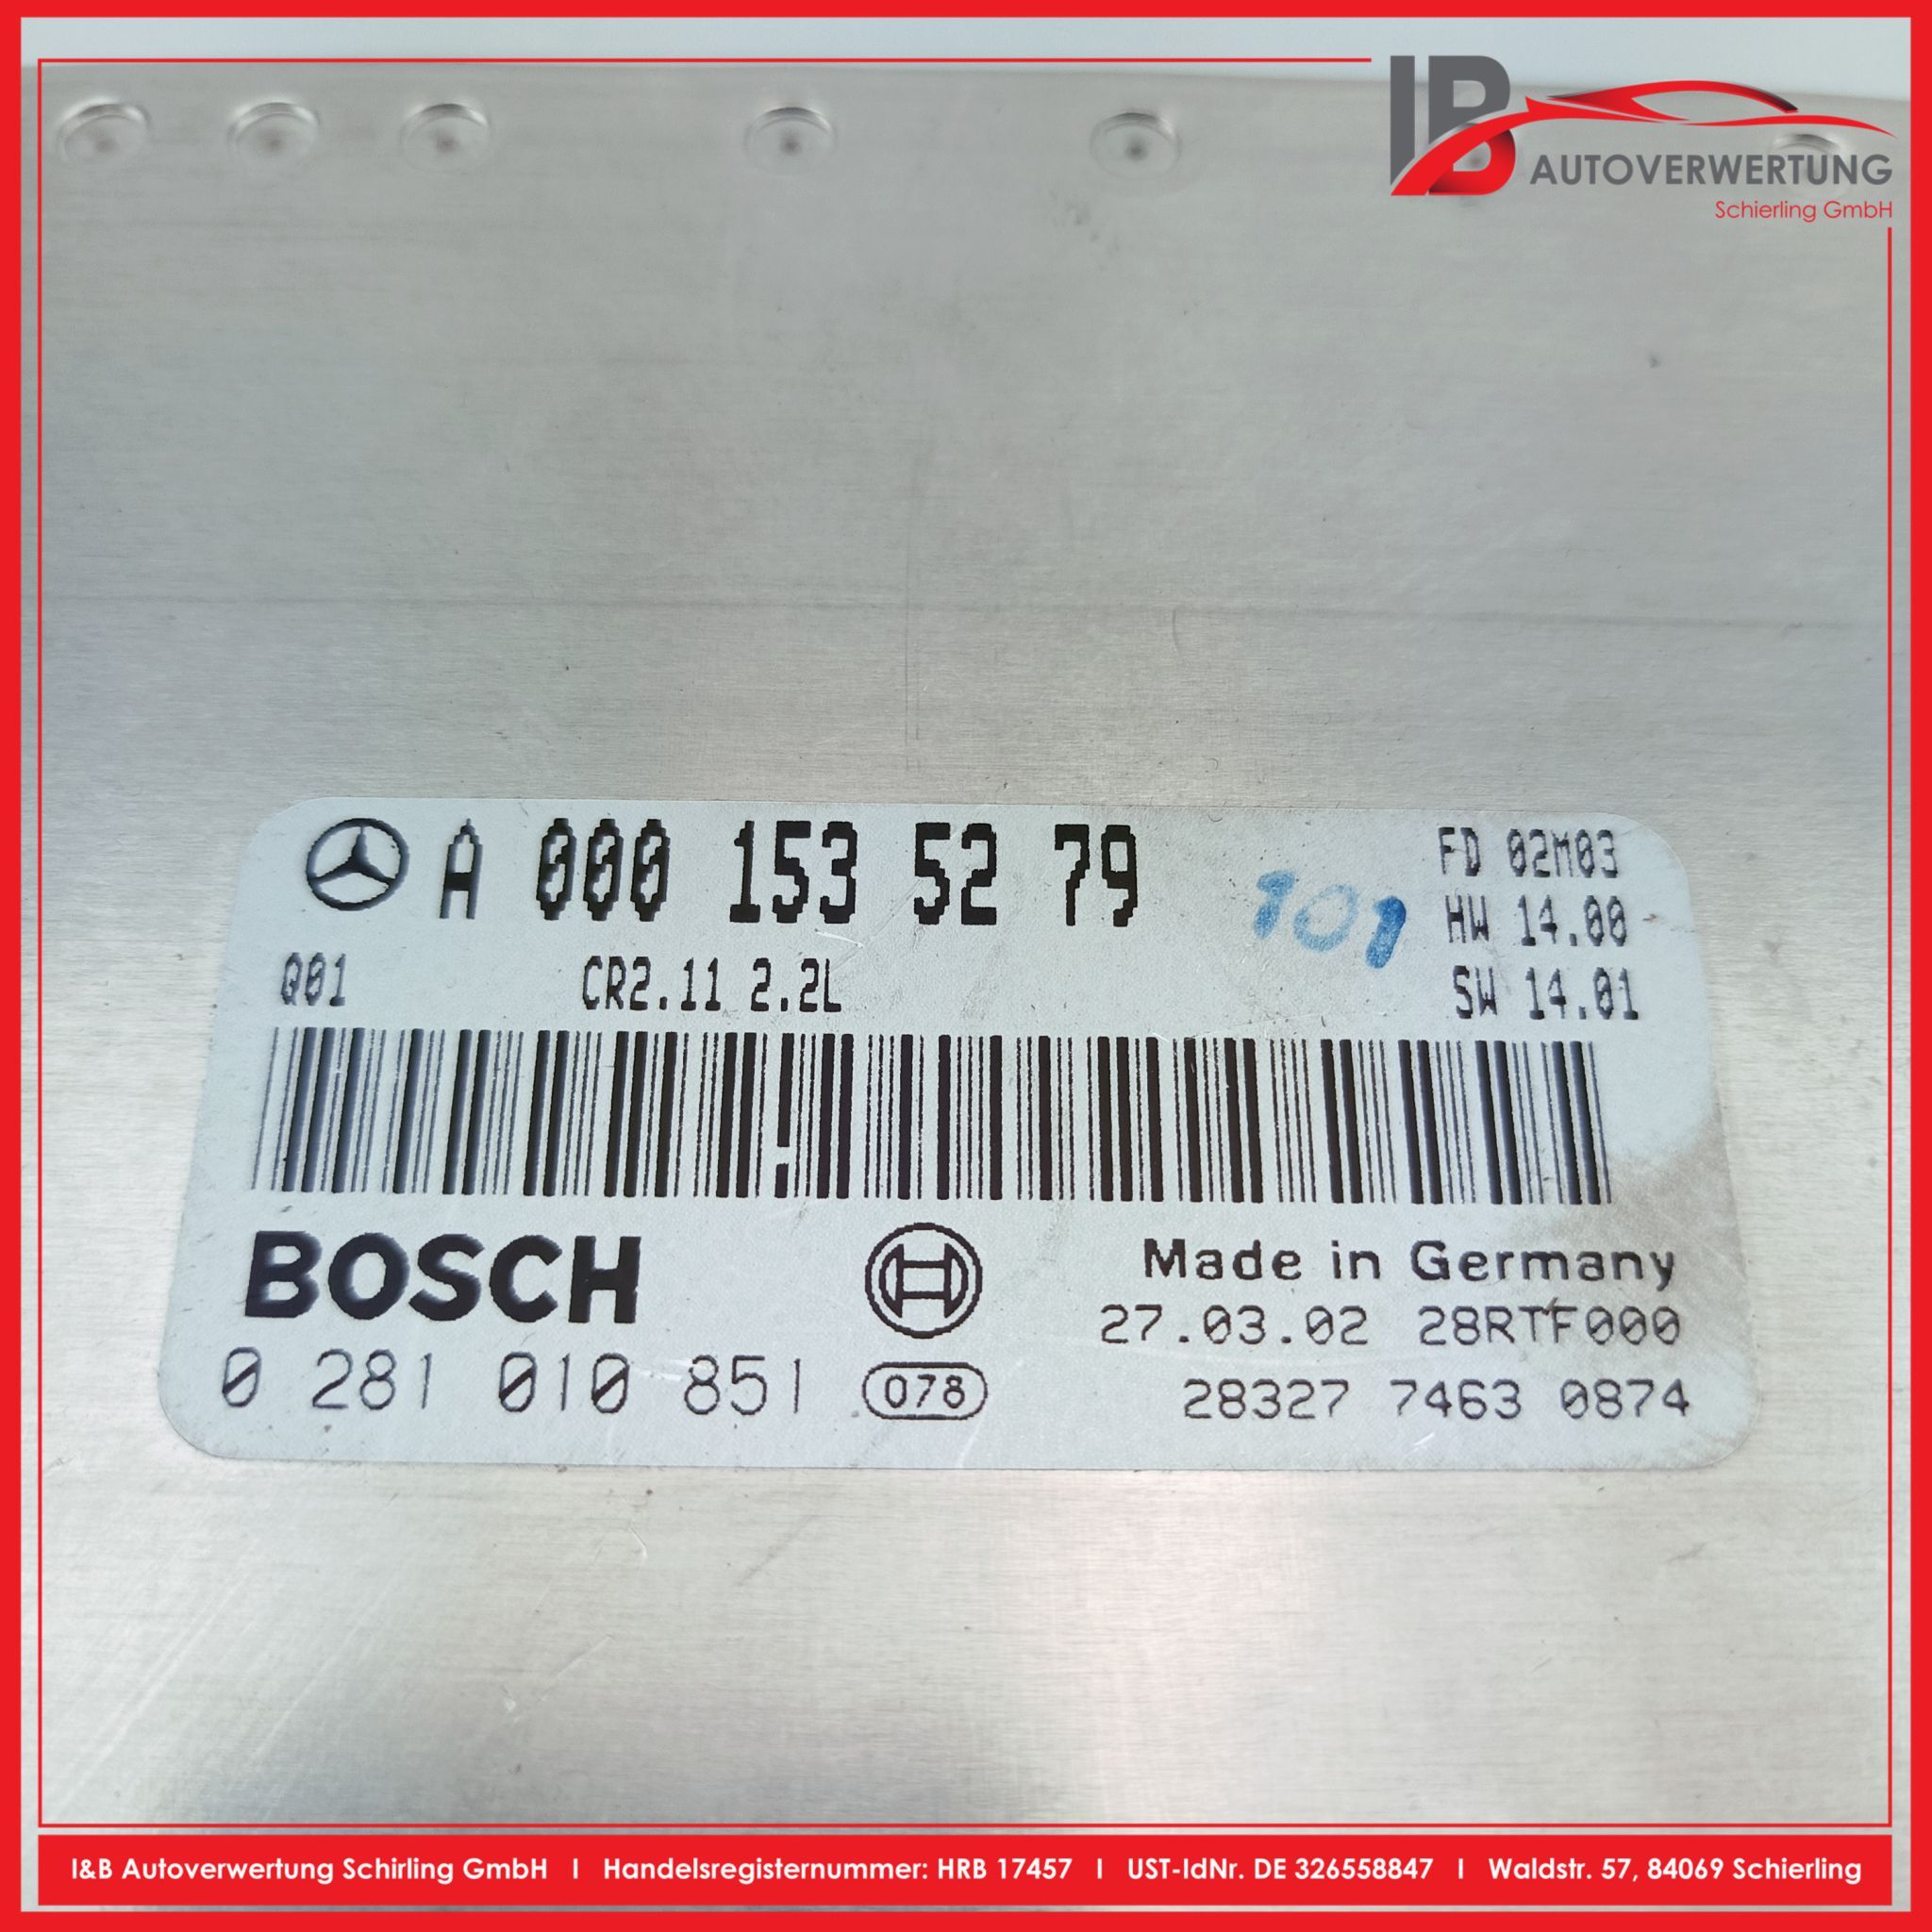 IB
AUTOVERWERTUNG
Schierling GmbH
A 000 153 52 79
101
FD 02M03
HW 14.00
Q01 CR2.11 2.2L
SW 14.01
BOSCH
Made in Germany
27.03.02 28RTF000
0 281 010 851 078
28327 7463 0874
I&B Autoverwertung Schirling GmbH I Handelsregisternummer: HRB 17457 I UST-IdNr. DE 326558847 I Waldstr. 57, 84069 Schierling